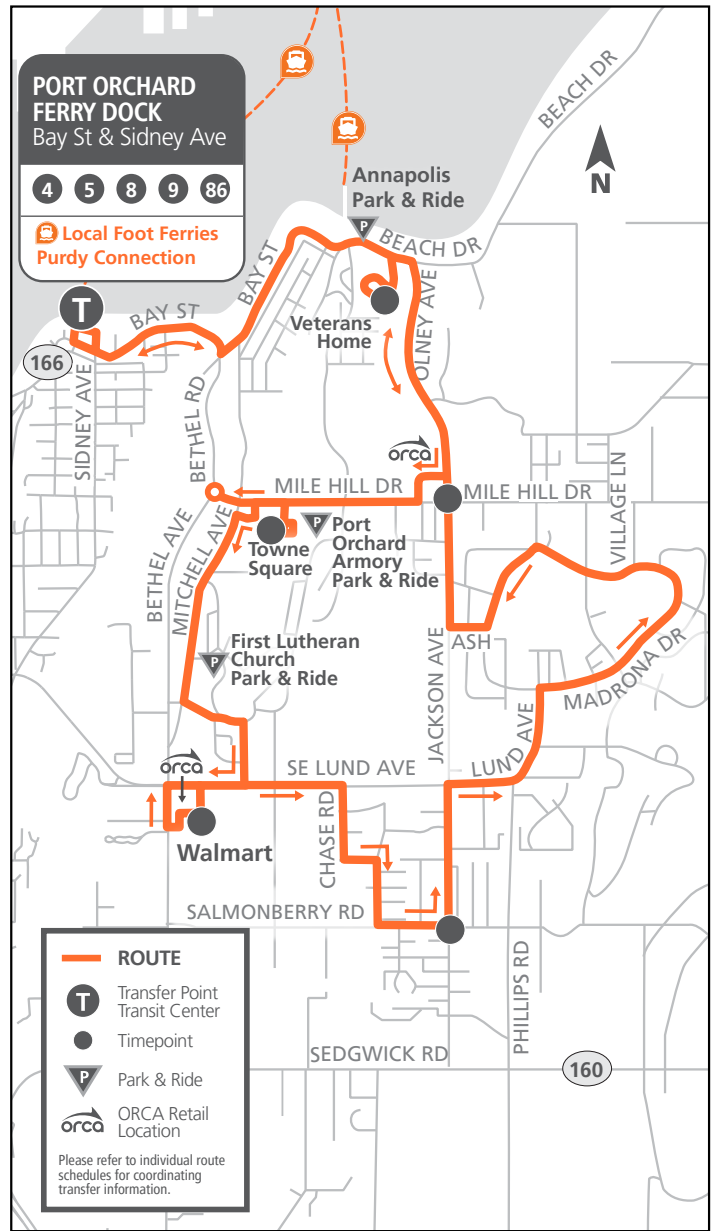 PORT ORCHARD
FERRY DOCK
Bay St & Sidney Ave
4 5 8 9 86
Local Foot Ferries
Purdy Connection
BEACH DR
N
Annapolis
Park & Ride
P
BEACH DR
BAY ST
T
BAY ST
Veterans
Home
OLNEY AVE
166
SIDNEY AVE
BETHEL RD
orca
MILE HILL DR
MILE HILL DR
VILLAGE LN
BETHEL AVE
MITCHELL AVE
Towne
Square
P
Port
Orchard
Armory
Park & Ride
ASH
First Lutheran
Church
Park & Ride
P
JACKSON AVE
MADRONA DR
LUND AVE
orca
SE LUND AVE
CHASE RD
Walmart
SALMONBERRY RD
PHILLIPS RD
SEDGWICK RD
160
ROUTE
T
Transfer Point
Transit Center
Timepoint
P
Park & Ride
orca
ORCA Retail
Location
Please refer to individual route
schedules for coordinating
transfer information.